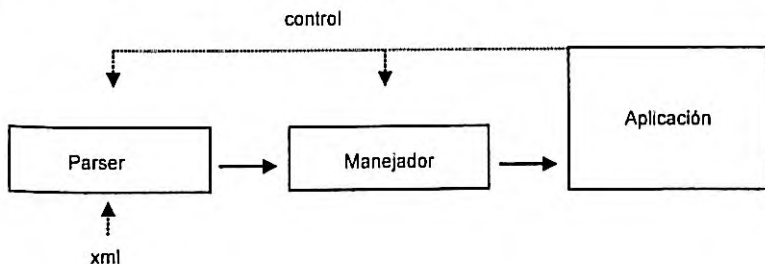 control
Aplicación
Parser
Manejador
xml